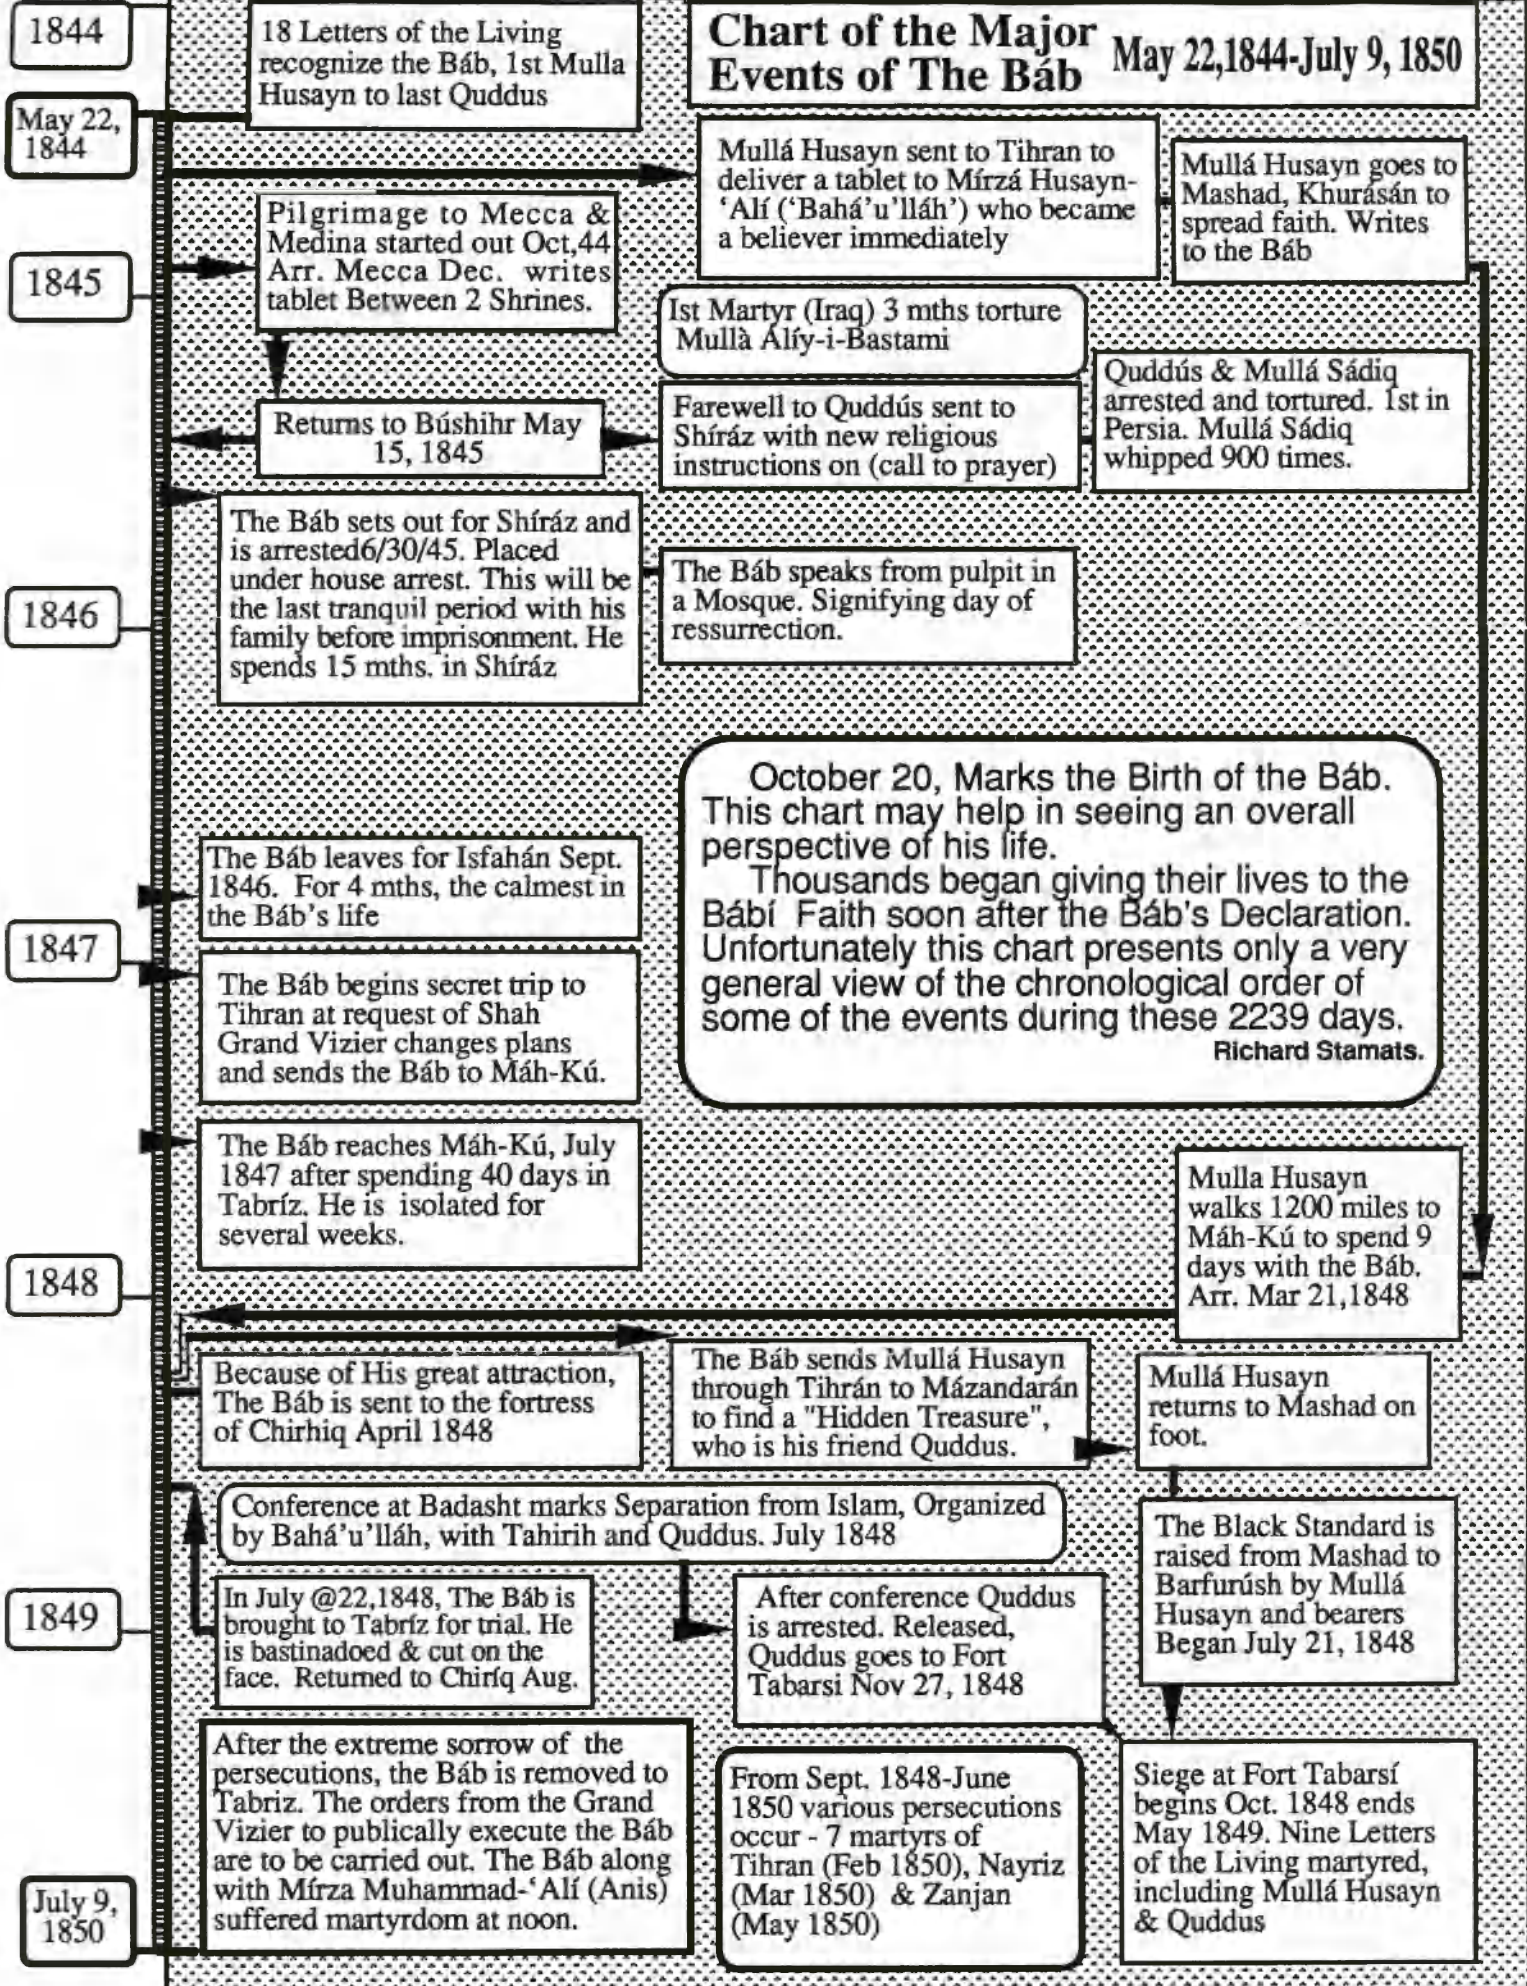 1844
18 Letters of the Living
recognize the Báb, 1st Mulla
Husayn to last Quddus
Chart of the Major
Events of The Báb
May 22,1844-July 9, 1850
May 22,
1844
Mullá Husayn sent to Tihran to
deliver a tablet to Mírzá Husayn-
‘Alí (‘Bahá’u’lláh’) who became
a believer immediately
Mullá Husayn goes to
Mashad, Khurásán to
spread faith. Writes
to the Báb
Pilgrimage to Mecca &
Medina started out Oct,44
Arr. Mecca Dec. writes
tablet Between 2 Shrines.
1845
Ist Martyr (Iraq) 3 mths torture
Mullà Alíy-i-Bastami
Returns to Búshihr May
15, 1845
Farewell to Quddús sent to
Shíráz with new religious
instructions on (call to prayer)
Quddús & Mullá Sádiq
arrested and tortured. 1st in
Persia. Mullá Sádiq
whipped 900 times.
The Báb sets out for Shíráz and
is arrested6/30/45. Placed
under house arrest. This will be
the last tranquil period with his
family before imprisonment. He
spends 15 mths. in Shíráz
The Báb speaks from pulpit in
a Mosque. Signifying day of
ressurrection.
1846
October 20, Marks the Birth of the Báb.
This chart may help in seeing an overall
perspective of his life.
Thousands began giving their lives to the
Bábí Faith soon after the Báb's Declaration.
Unfortunately this chart presents only a very
general view of the chronological order of
some of the events during these 2239 days.
Richard Stamats.
The Báb leaves for Isfahán Sept.
1846. For 4 mths, the calmest in
the Báb's life
1847
The Báb begins secret trip to
Tihran at request of Shah
Grand Vizier changes plans
and sends the Báb to Máh-Kú.
The Báb reaches Máh-Kú, July
1847 after spending 40 days in
Tabríz. He is isolated for
several weeks.
Mulla Husayn
walks 1200 miles to
Máh-Kú to spend 9
days with the Báb.
Arr. Mar 21,1848
1848
Because of His great attraction,
The Báb is sent to the fortress
of Chirhiq April 1848
The Báb sends Mullá Husayn
through Tihrán to Mázandarán
to find a "Hidden Treasure",
who is his friend Quddus.
Mullá Husayn
returns to Mashad on
foot.
Conference at Badasht marks Separation from Islam, Organized
by Bahá'u'lláh, with Tahirih and Quddus. July 1848
The Black Standard is
raised from Mashad to
Barfurúsh by Mullá
Husayn and bearers
Began July 21, 1848
1849
In July @22,1848, The Báb is
brought to Tabríz for trial. He
is bastinadoed & cut on the
face. Returned to Chiríq Aug.
After conference Quddus
is arrested. Released,
Quddus goes to Fort
Tabarsi Nov 27, 1848
After the extreme sorrow of the
persecutions, the Báb is removed to
Tabriz. The orders from the Grand
Vizier to publically execute the Báb
are to be carried out. The Báb along
with Mírza Muhammad-‘Alí (Anis)
suffered martyrdom at noon.
From Sept. 1848-June
1850 various persecutions
occur - 7 martyrs of
Tihran (Feb 1850), Nayriz
(Mar 1850) & Zanjan
(May 1850)
Siege at Fort Tabarsí
begins Oct. 1848 ends
May 1849. Nine Letters
of the Living martyred,
including Mullá Husayn
& Quddus
July 9,
1850